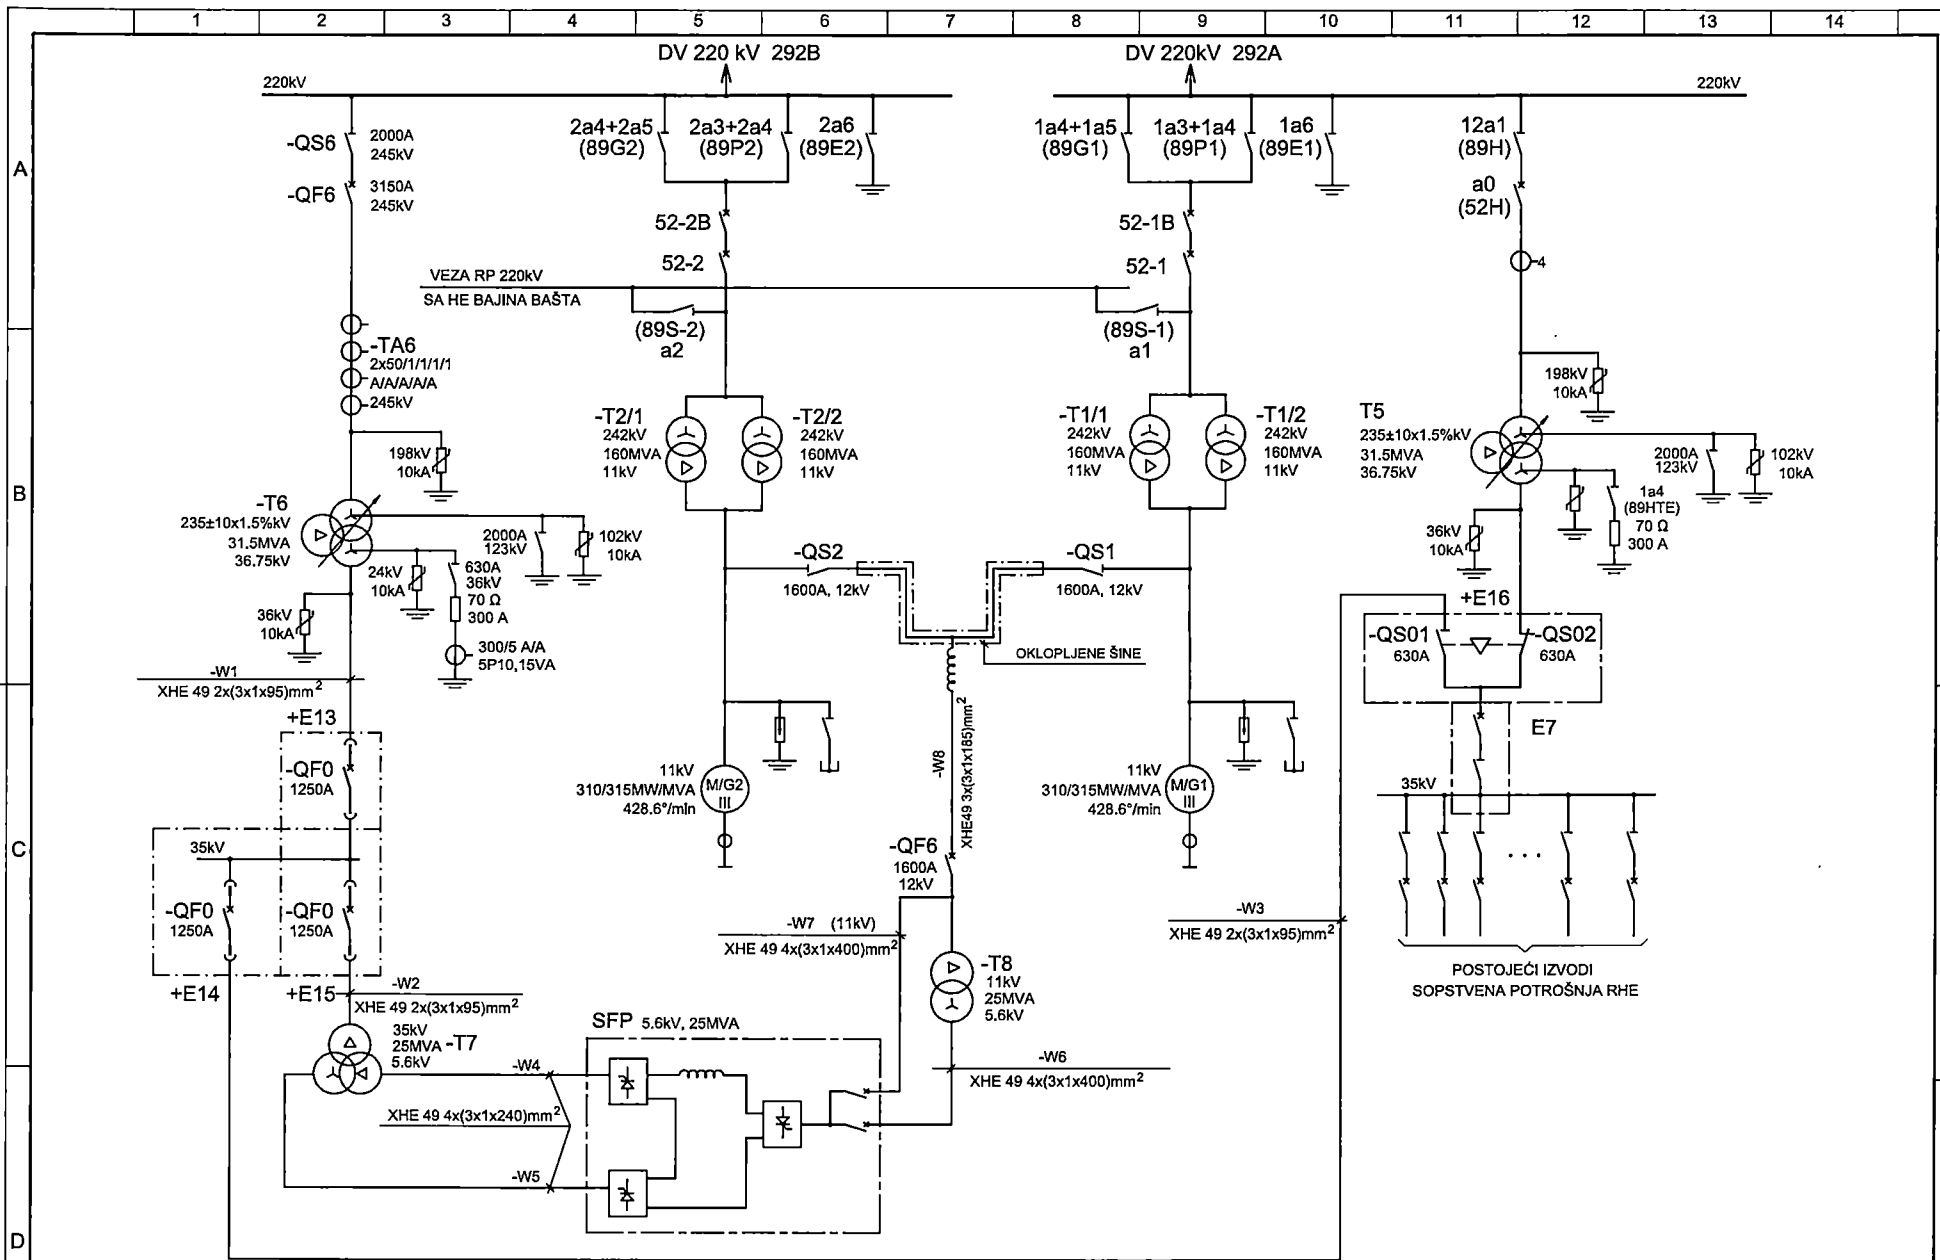 1 2 3 4 5 6 7 8 9 10 11 12 13 14
A
B
C
D
DV 220 kV 292B
DV 220kV 292A
220kV
220kV
-QS6
2000A
245kV
-QF6
3150A
245kV
2a4+2a5
(89G2)
2a3+2a4
(89P2)
2a6
(89E2)
1a4+1a5
(89G1)
1a3+1a4
(89P1)
1a6
(89E1)
12a1
(89H)
a0
(52H)
52-2B
52-2
52-1B
52-1
4
VEZA RP 220kV
SA HE BAJINA BAŠTA
(89S-2)
a2
(89S-1)
a1
-TA6
2x50/1/1/1/1
A/A/A/A/A
245kV
198kV
10kA
-T6
235±10x1.5%kV
31.5MVA
36.75kV
2000A
123kV
102kV
10kA
24kV
10kA
630A
36kV
70 Ω
300 A
300/5 A/A
5P10,15VA
36kV
10kA
-W1
XHE 49 2x(3x1x95)mm²
-T2/1
242kV
160MVA
11kV
-T2/2
242kV
160MVA
11kV
-T1/1
242kV
160MVA
11kV
-T1/2
242kV
160MVA
11kV
198kV
10kA
T5
235±10x1.5%kV
31.5MVA
36.75kV
2000A
123kV
102kV
10kA
1a4
(89HTE)
70 Ω
300 A
36kV
10kA
-QS2
1600A, 12kV
-QS1
1600A, 12kV
OKLOPLJENE ŠINE
+E16
-QS01
630A
-QS02
630A
E7
35kV
+E13
-QF0
1250A
35kV
-QF0
1250A
-QF0
1250A
+E14
+E15
-W2
XHE 49 2x(3x1x95)mm²
11kV
310/315MW/MVA
428.6°/min
M/G2
III
11kV
310/315MW/MVA
428.6°/min
M/G1
III
-W8
XHE49 3x(3x1x185)mm²
-QF6
1600A
12kV
-W7 (11kV)
XHE 49 4x(3x1x400)mm²
-W3
XHE 49 2x(3x1x95)mm²
-T8
11kV
25MVA
5.6kV
POSTOJEĆI IZVODI
SOPSTVENA POTROŠNJA RHE
35kV
25MVA
5.6kV
-T7
SFP 5.6kV, 25MVA
-W4
XHE 49 4x(3x1x240)mm²
-W5
-W6
XHE 49 4x(3x1x400)mm²